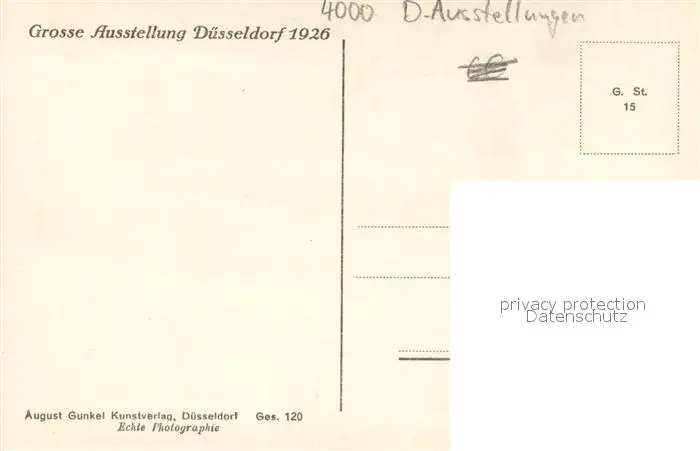 4000 D-Ausstellungen
Grosse Ausstellung Düsseldorf 1926
G. St.
15
privacy protection
Datenschutz
August Gunkel Kunstverlag, Düsseldorf Ges. 120
Echte Photographie